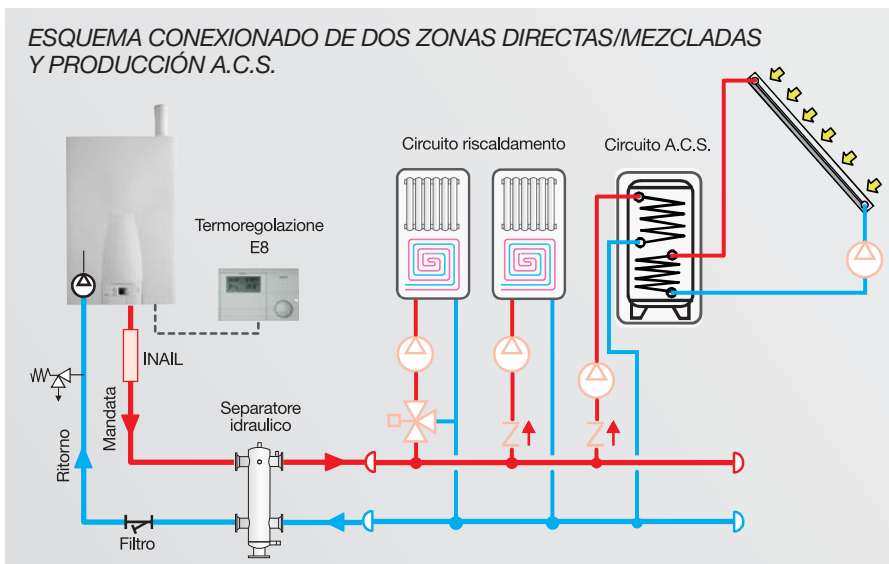 ESQUEMA CONEXIONADO DE DOS ZONAS DIRECTAS/MEZCLADAS
Y PRODUCCIÓN A.C.S.
Circuito riscaldamento
Circuito A.C.S.
Termoregolazione
E8
INAIL
Mandata
Ritorno
Separatore
idraulico
Filtro